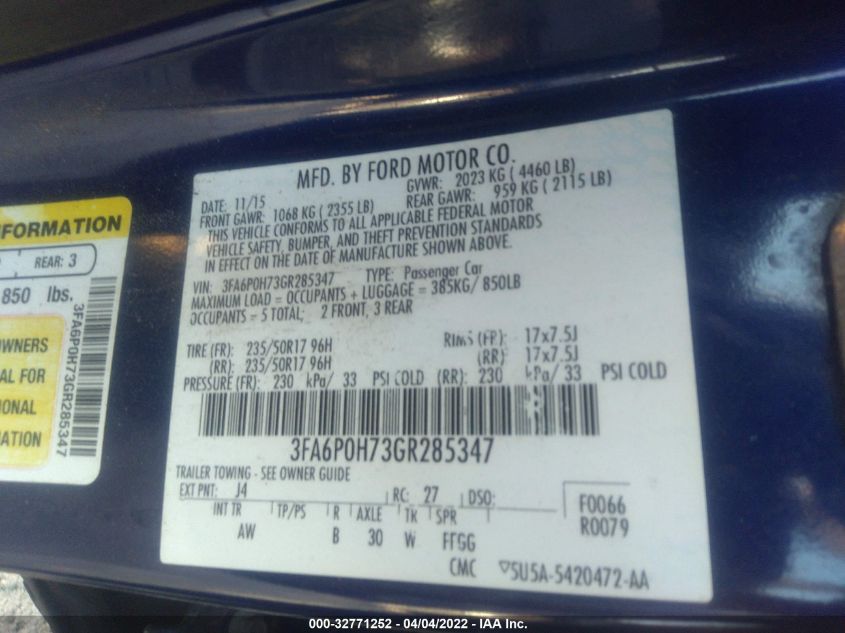 NFORMATION
REAR: 3
850 lbs.
WNERS
AL FOR
IONAL
MATION
3FA6P0H73GR285347
MFD. BY FORD MOTOR CO.
DATE: 11/15 GVWR: 2023 KG ( 4460 LB)
FRONT GAWR: 1068 KG ( 2355 LB) REAR GAWR: 959 KG ( 2115 LB)
THIS VEHICLE CONFORMS TO ALL APPLICABLE FEDERAL MOTOR
VEHICLE SAFETY, BUMPER, AND THEFT PREVENTION STANDARDS
IN EFFECT ON THE DATE OF MANUFACTURE SHOWN ABOVE.
VIN: 3FA6P0H73GR285347 TYPE: Passenger Car
MAXIMUM LOAD = OCCUPANTS + LUGGAGE = 385KG/ 850LB
OCCUPANTS = 5 TOTAL; 2 FRONT, 3 REAR
TIRE (FR): 235/50R17 96H RIMS (FR): 17x7.5J
(RR): 235/50R17 96H (RR): 17x7.5J
PRESSURE (FR): 230 kPa/ 33 PSI COLD (RR): 230 kPa/ 33 PSI COLD
3FA6P0H73GR285347
TRAILER TOWING - SEE OWNER GUIDE
EXT PNT: J4 RC: 27 DSO: F0066
INT TR TP/PS R AXLE TK SPR R0079
AW B 30 W FFGG
CMC ▽5U5A-5420472-AA
000-32771252 - 04/04/2022 - IAA Inc.